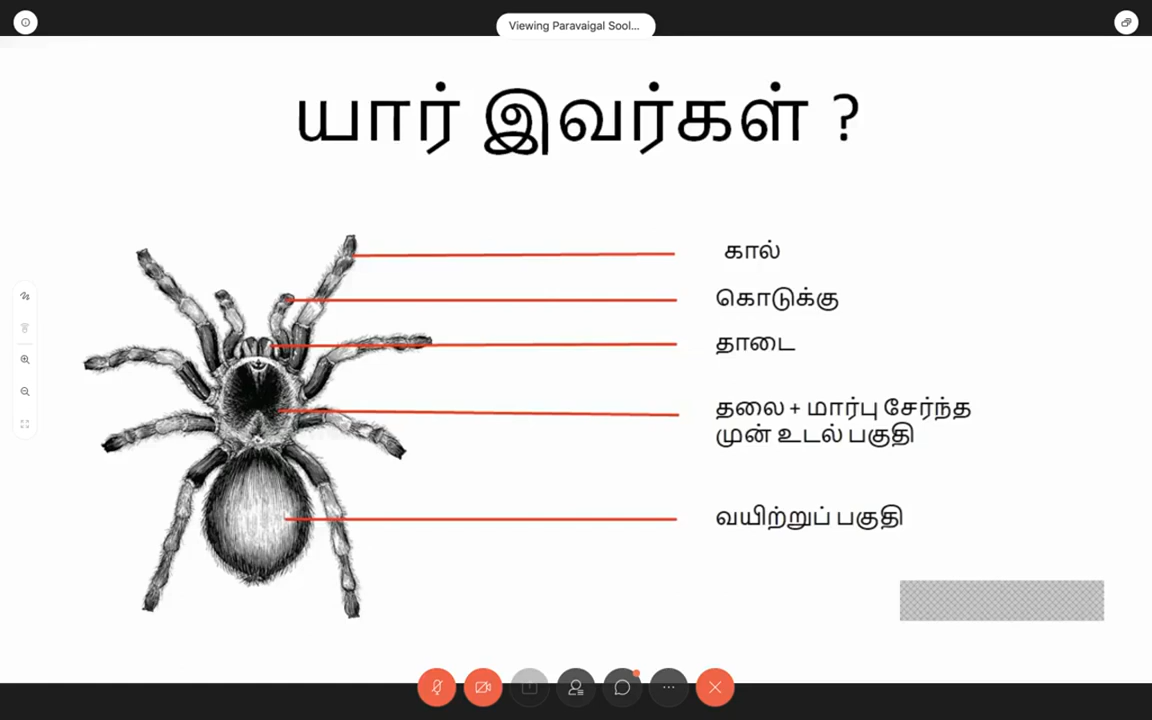 Viewing Paravaigal Sool...
யார் இவர்கள் ?
கால்
கொடுக்கு
தாடை
தலை + மார்பு சேர்ந்த
முன் உடல் பகுதி
வயிற்றுப் பகுதி